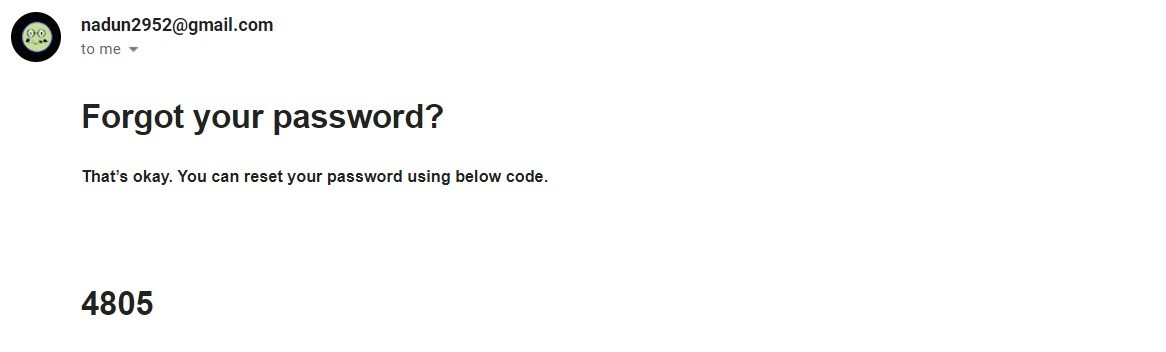 nadun2952@gmail.com
to me
Forgot your password?
That’s okay. You can reset your password using below code.
4805